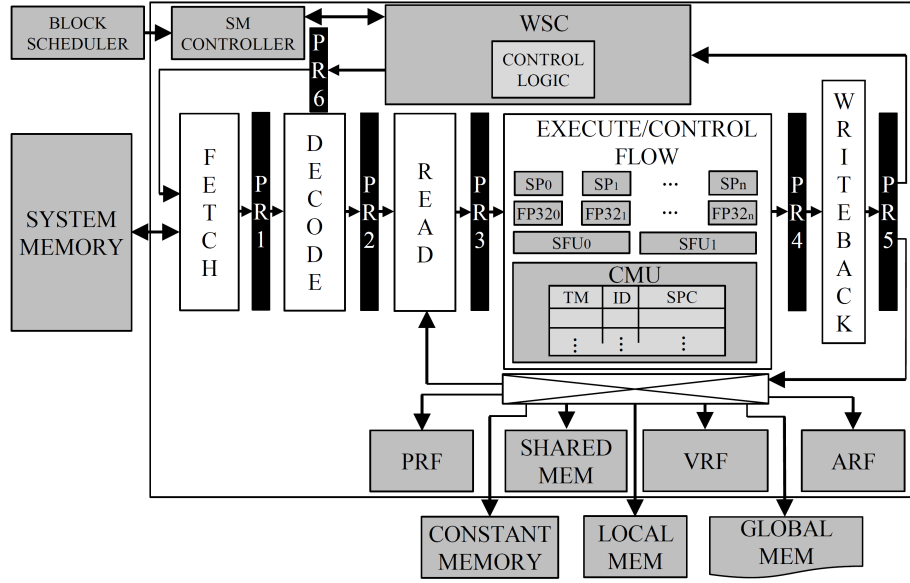 BLOCK
SCHEDULER
SM
CONTROLLER
WSC
CONTROL
LOGIC
PR6
SYSTEM
MEMORY
FETCH
PR1
DECODE
PR2
READ
PR3
EXECUTE/CONTROL
FLOW
SP0 SP1 ... SPn
FP320 FP321 ... FP32n
SFU0 SFU1
CMU
TM ID SPC
⋮ ⋮ ⋮
PR4
WRITEBACK
PR5
PRF
SHARED
MEM
VRF
ARF
CONSTANT
MEMORY
LOCAL
MEM
GLOBAL
MEM